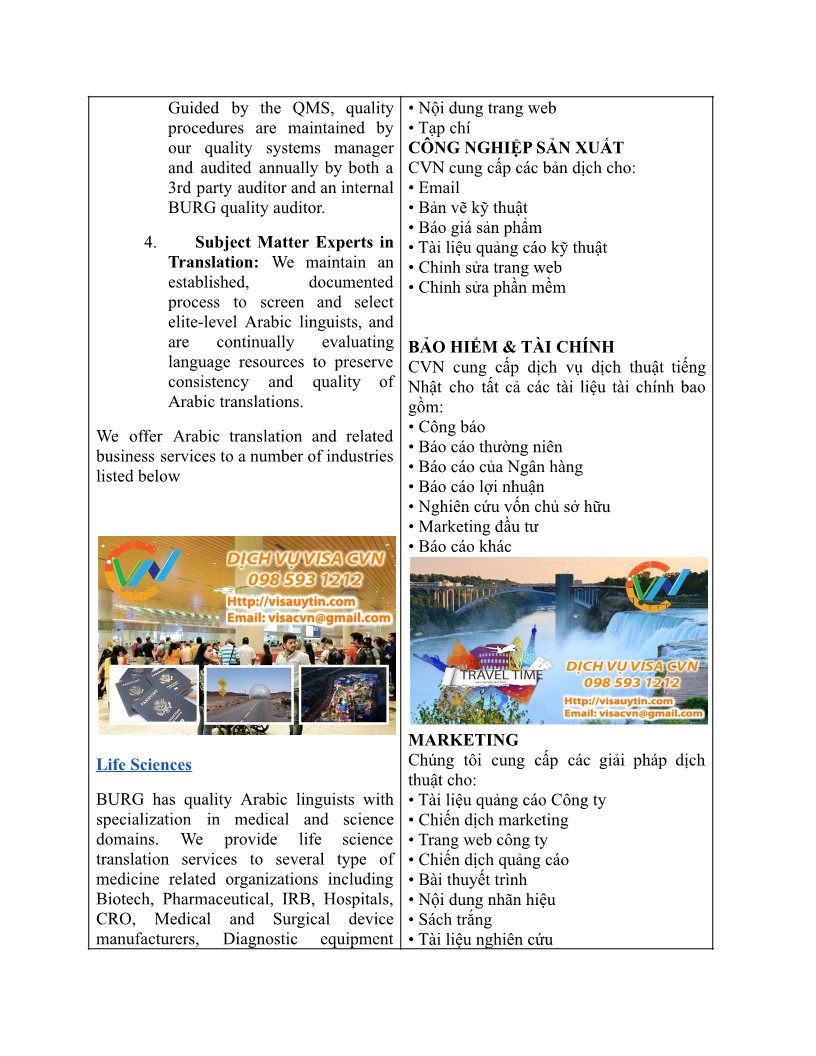 Guided by the QMS, quality
procedures are maintained by
our quality systems manager
and audited annually by both a
3rd party auditor and an internal
BURG quality auditor.
4. Subject Matter Experts in
Translation: We maintain an
established, documented
process to screen and select
elite-level Arabic linguists, and
are continually evaluating
language resources to preserve
consistency and quality of
Arabic translations.
We offer Arabic translation and related
business services to a number of industries
listed below
DỊCH VỤ VISA CVN
098 593 1212
Http://visauytin.com
Email: visacvn@gmail.com
Life Sciences
BURG has quality Arabic linguists with
specialization in medical and science
domains. We provide life science
translation services to several type of
medicine related organizations including
Biotech, Pharmaceutical, IRB, Hospitals,
CRO, Medical and Surgical device
manufacturers, Diagnostic equipment
• Nội dung trang web
• Tạp chí
CÔNG NGHIỆP SẢN XUẤT
CVN cung cấp các bản dịch cho:
• Email
• Bản vẽ kỹ thuật
• Báo giá sản phẩm
• Tài liệu quảng cáo kỹ thuật
• Chỉnh sửa trang web
• Chỉnh sửa phần mềm
BẢO HIỂM & TÀI CHÍNH
CVN cung cấp dịch vụ dịch thuật tiếng
Nhật cho tất cả các tài liệu tài chính bao
gồm:
• Công báo
• Báo cáo thường niên
• Báo cáo của Ngân hàng
• Báo cáo lợi nhuận
• Nghiên cứu vốn chủ sở hữu
• Marketing đầu tư
• Báo cáo khác
TRAVEL TIME
DỊCH VỤ VISA CVN
098 593 1212
Http://visauytin.com
Email: visacvn@gmail.com
MARKETING
Chúng tôi cung cấp các giải pháp dịch
thuật cho:
• Tài liệu quảng cáo Công ty
• Chiến dịch marketing
• Trang web công ty
• Chiến dịch quảng cáo
• Bài thuyết trình
• Nội dung nhãn hiệu
• Sách trắng
• Tài liệu nghiên cứu